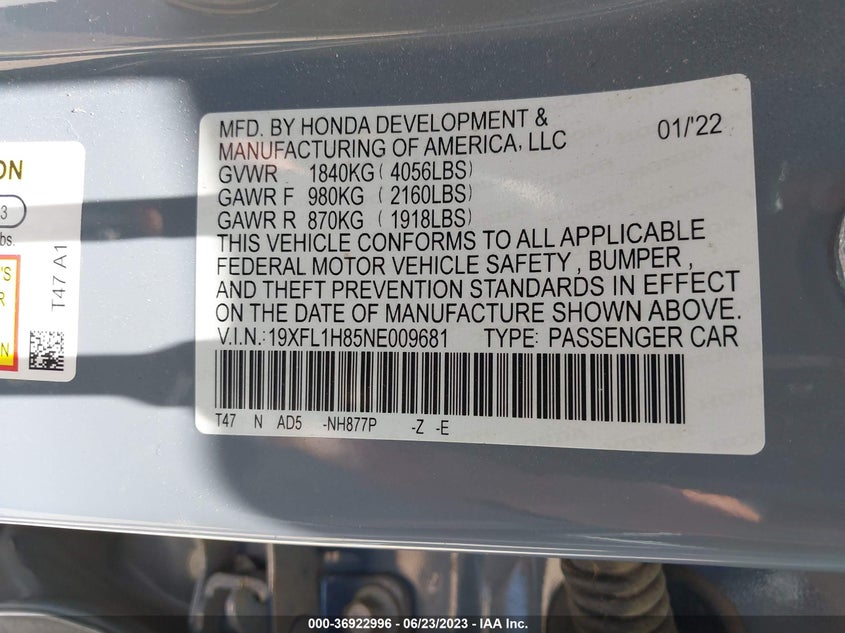 ON
3
bs.
'S
R
N
T47 A1
MFD. BY HONDA DEVELOPMENT &
MANUFACTURING OF AMERICA, LLC 01/'22
GVWR 1840KG ( 4056LBS)
GAWR F 980KG ( 2160LBS)
GAWR R 870KG ( 1918LBS)
THIS VEHICLE CONFORMS TO ALL APPLICABLE
FEDERAL MOTOR VEHICLE SAFETY , BUMPER ,
AND THEFT PREVENTION STANDARDS IN EFFECT
ON THE DATE OF MANUFACTURE SHOWN ABOVE.
V.I.N.:19XFL1H85NE009681 TYPE: PASSENGER CAR
T47 N AD5 -NH877P -Z -E
000-36922996 - 06/23/2023 - IAA Inc.